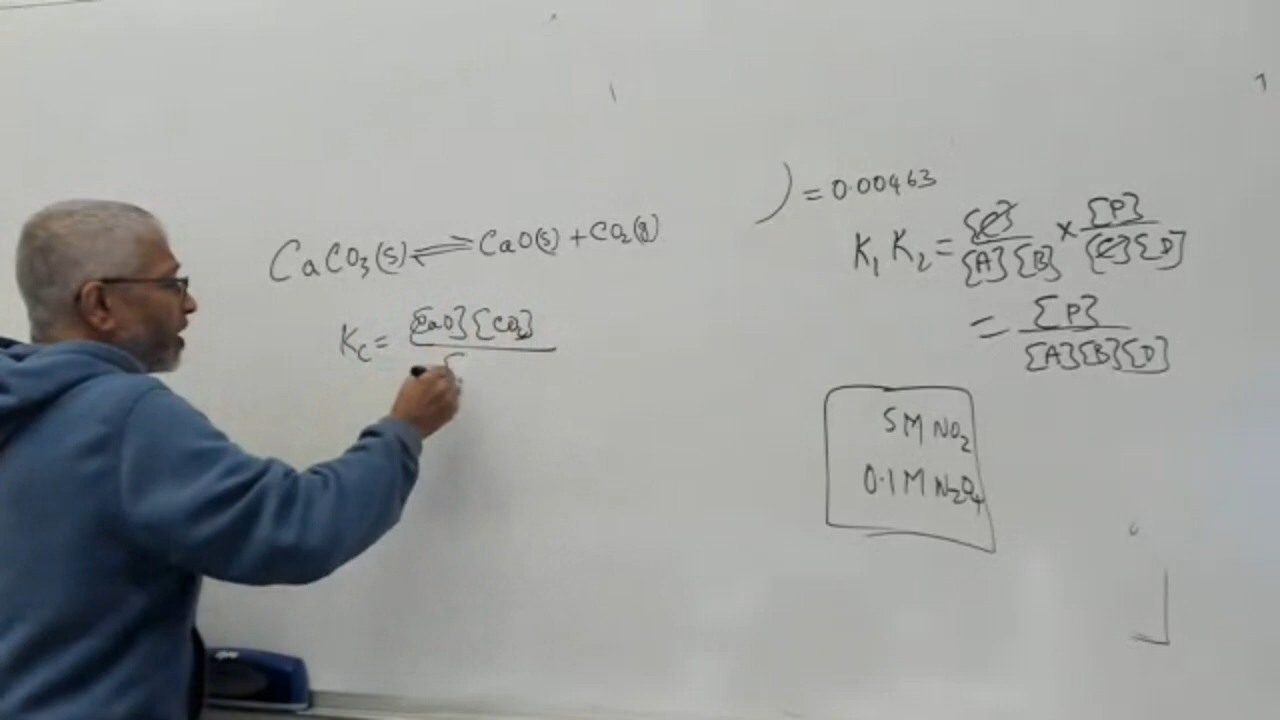 CaCO₃(s) ⇌ CaO(s) + CO₂(g)
Kc = [CaO][CO₂] / [
) = 0.00463
K₁ K₂ = [C] / [A][B] × [P] / [C][D]
= [P] / [A][B][D]
5M NO₂
0.1M N₂O₄